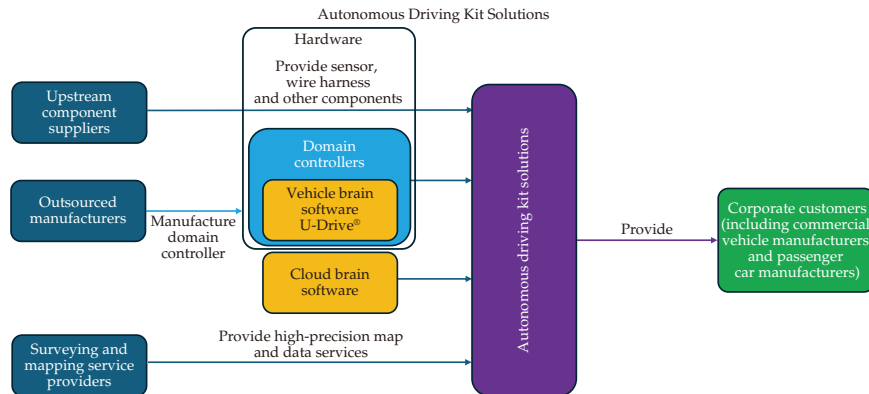 Autonomous Driving Kit Solutions
Hardware
Provide sensor,
wire harness
and other components
Upstream
component
suppliers
Domain
controllers
Vehicle brain
software
U-Drive®
Outsourced
manufacturers
Manufacture
domain
controller
Cloud brain
software
Surveying and
mapping service
providers
Provide high-precision map
and data services
Autonomous driving kit solutions
Provide
Corporate customers
(including commercial
vehicle manufacturers
and passenger
car manufacturers)